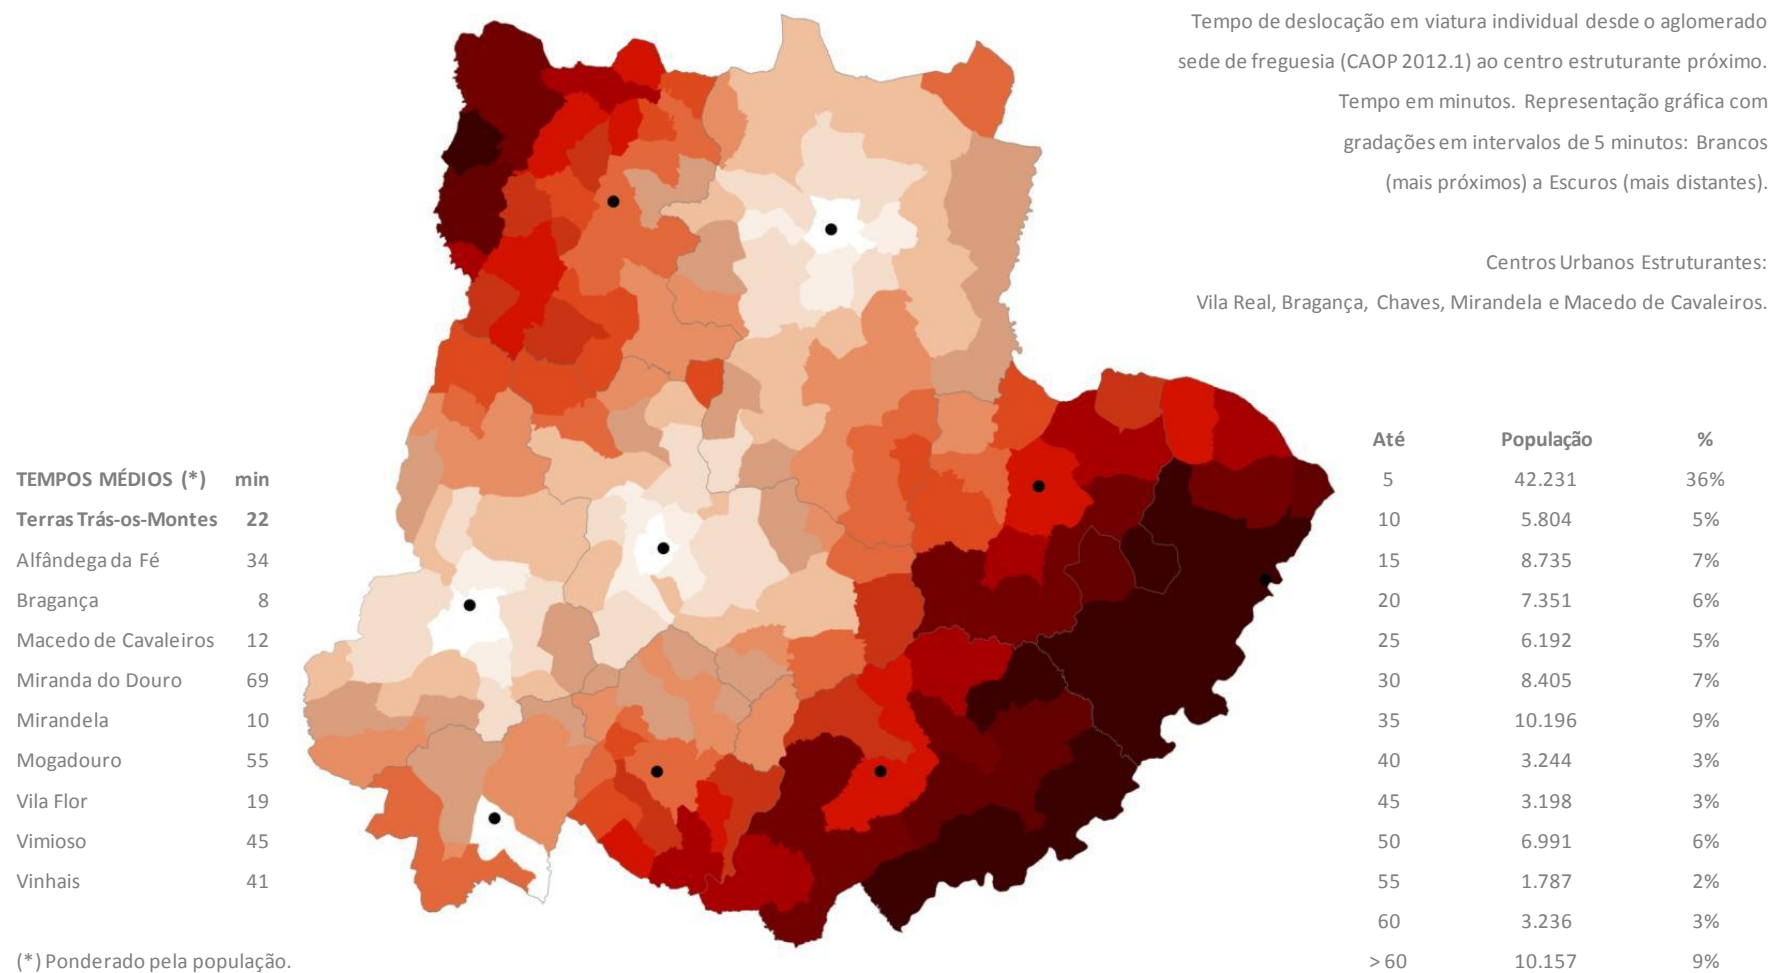 Tempo de deslocação em viatura individual desde o aglomerado
sede de freguesia (CAOP 2012.1) ao centro estruturante próximo.
Tempo em minutos. Representação gráfica com
gradações em intervalos de 5 minutos: Brancos
(mais próximos) a Escuros (mais distantes).
Centros Urbanos Estruturantes:
Vila Real, Bragança, Chaves, Mirandela e Macedo de Cavaleiros.
TEMPOS MÉDIOS (*) min
Terras Trás-os-Montes 22
Alfândega da Fé 34
Bragança 8
Macedo de Cavaleiros 12
Miranda do Douro 69
Mirandela 10
Mogadouro 55
Vila Flor 19
Vimioso 45
Vinhais 41
(*) Ponderado pela população.
Até População %
5 42.231 36%
10 5.804 5%
15 8.735 7%
20 7.351 6%
25 6.192 5%
30 8.405 7%
35 10.196 9%
40 3.244 3%
45 3.198 3%
50 6.991 6%
55 1.787 2%
60 3.236 3%
> 60 10.157 9%